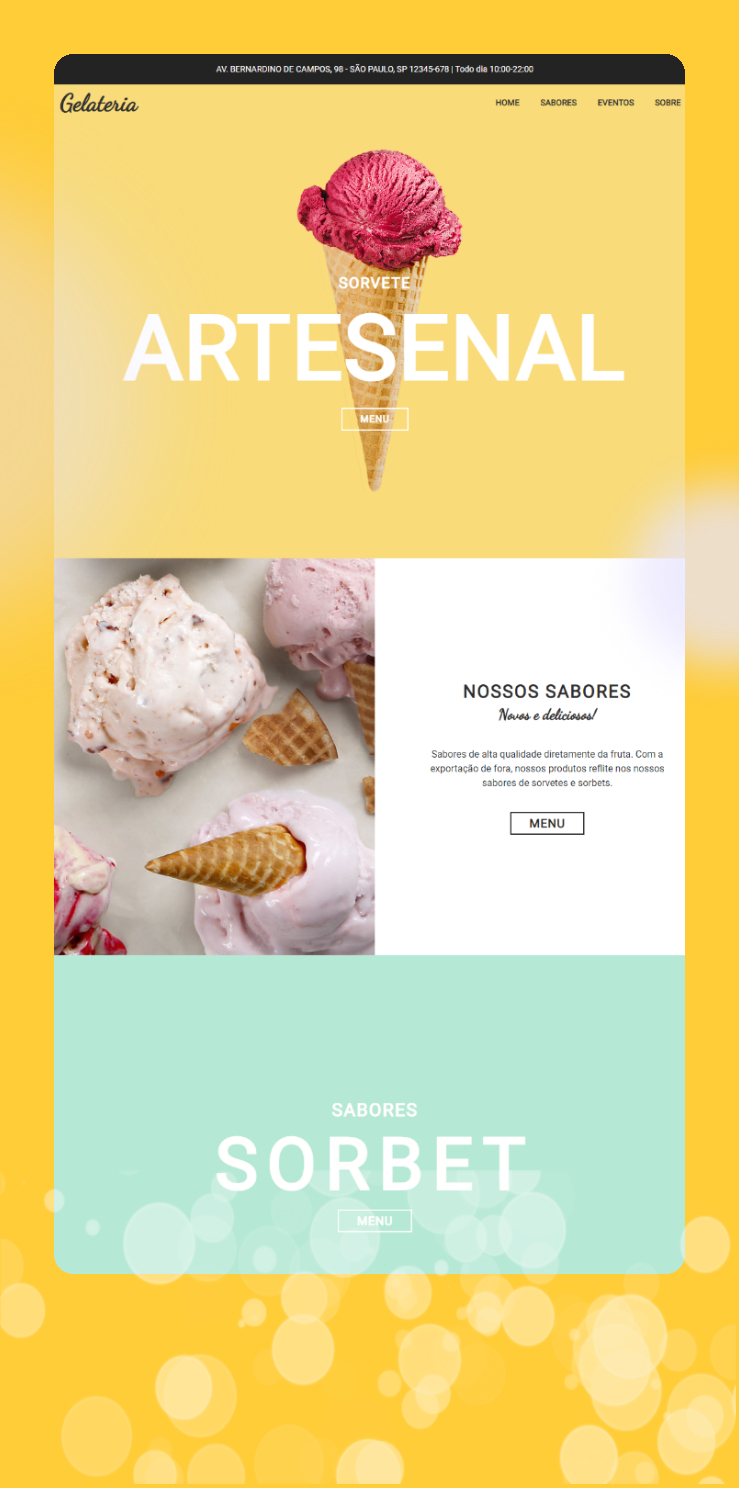 AV. BERNARDINO DE CAMPOS, 98 - SÃO PAULO, SP 12345-678 | Todo dia 10:00-22:00
Gelateria
HOME SABORES EVENTOS SOBRE
SORVETE
ARTESENAL
MENU
NOSSOS SABORES
Novos e deliciosos!
Sabores de alta qualidade diretamente da fruta. Com a
exportação de fora, nossos produtos reflite nos nossos
sabores de sorvetes e sorbets.
MENU
SABORES
SORBET
MENU